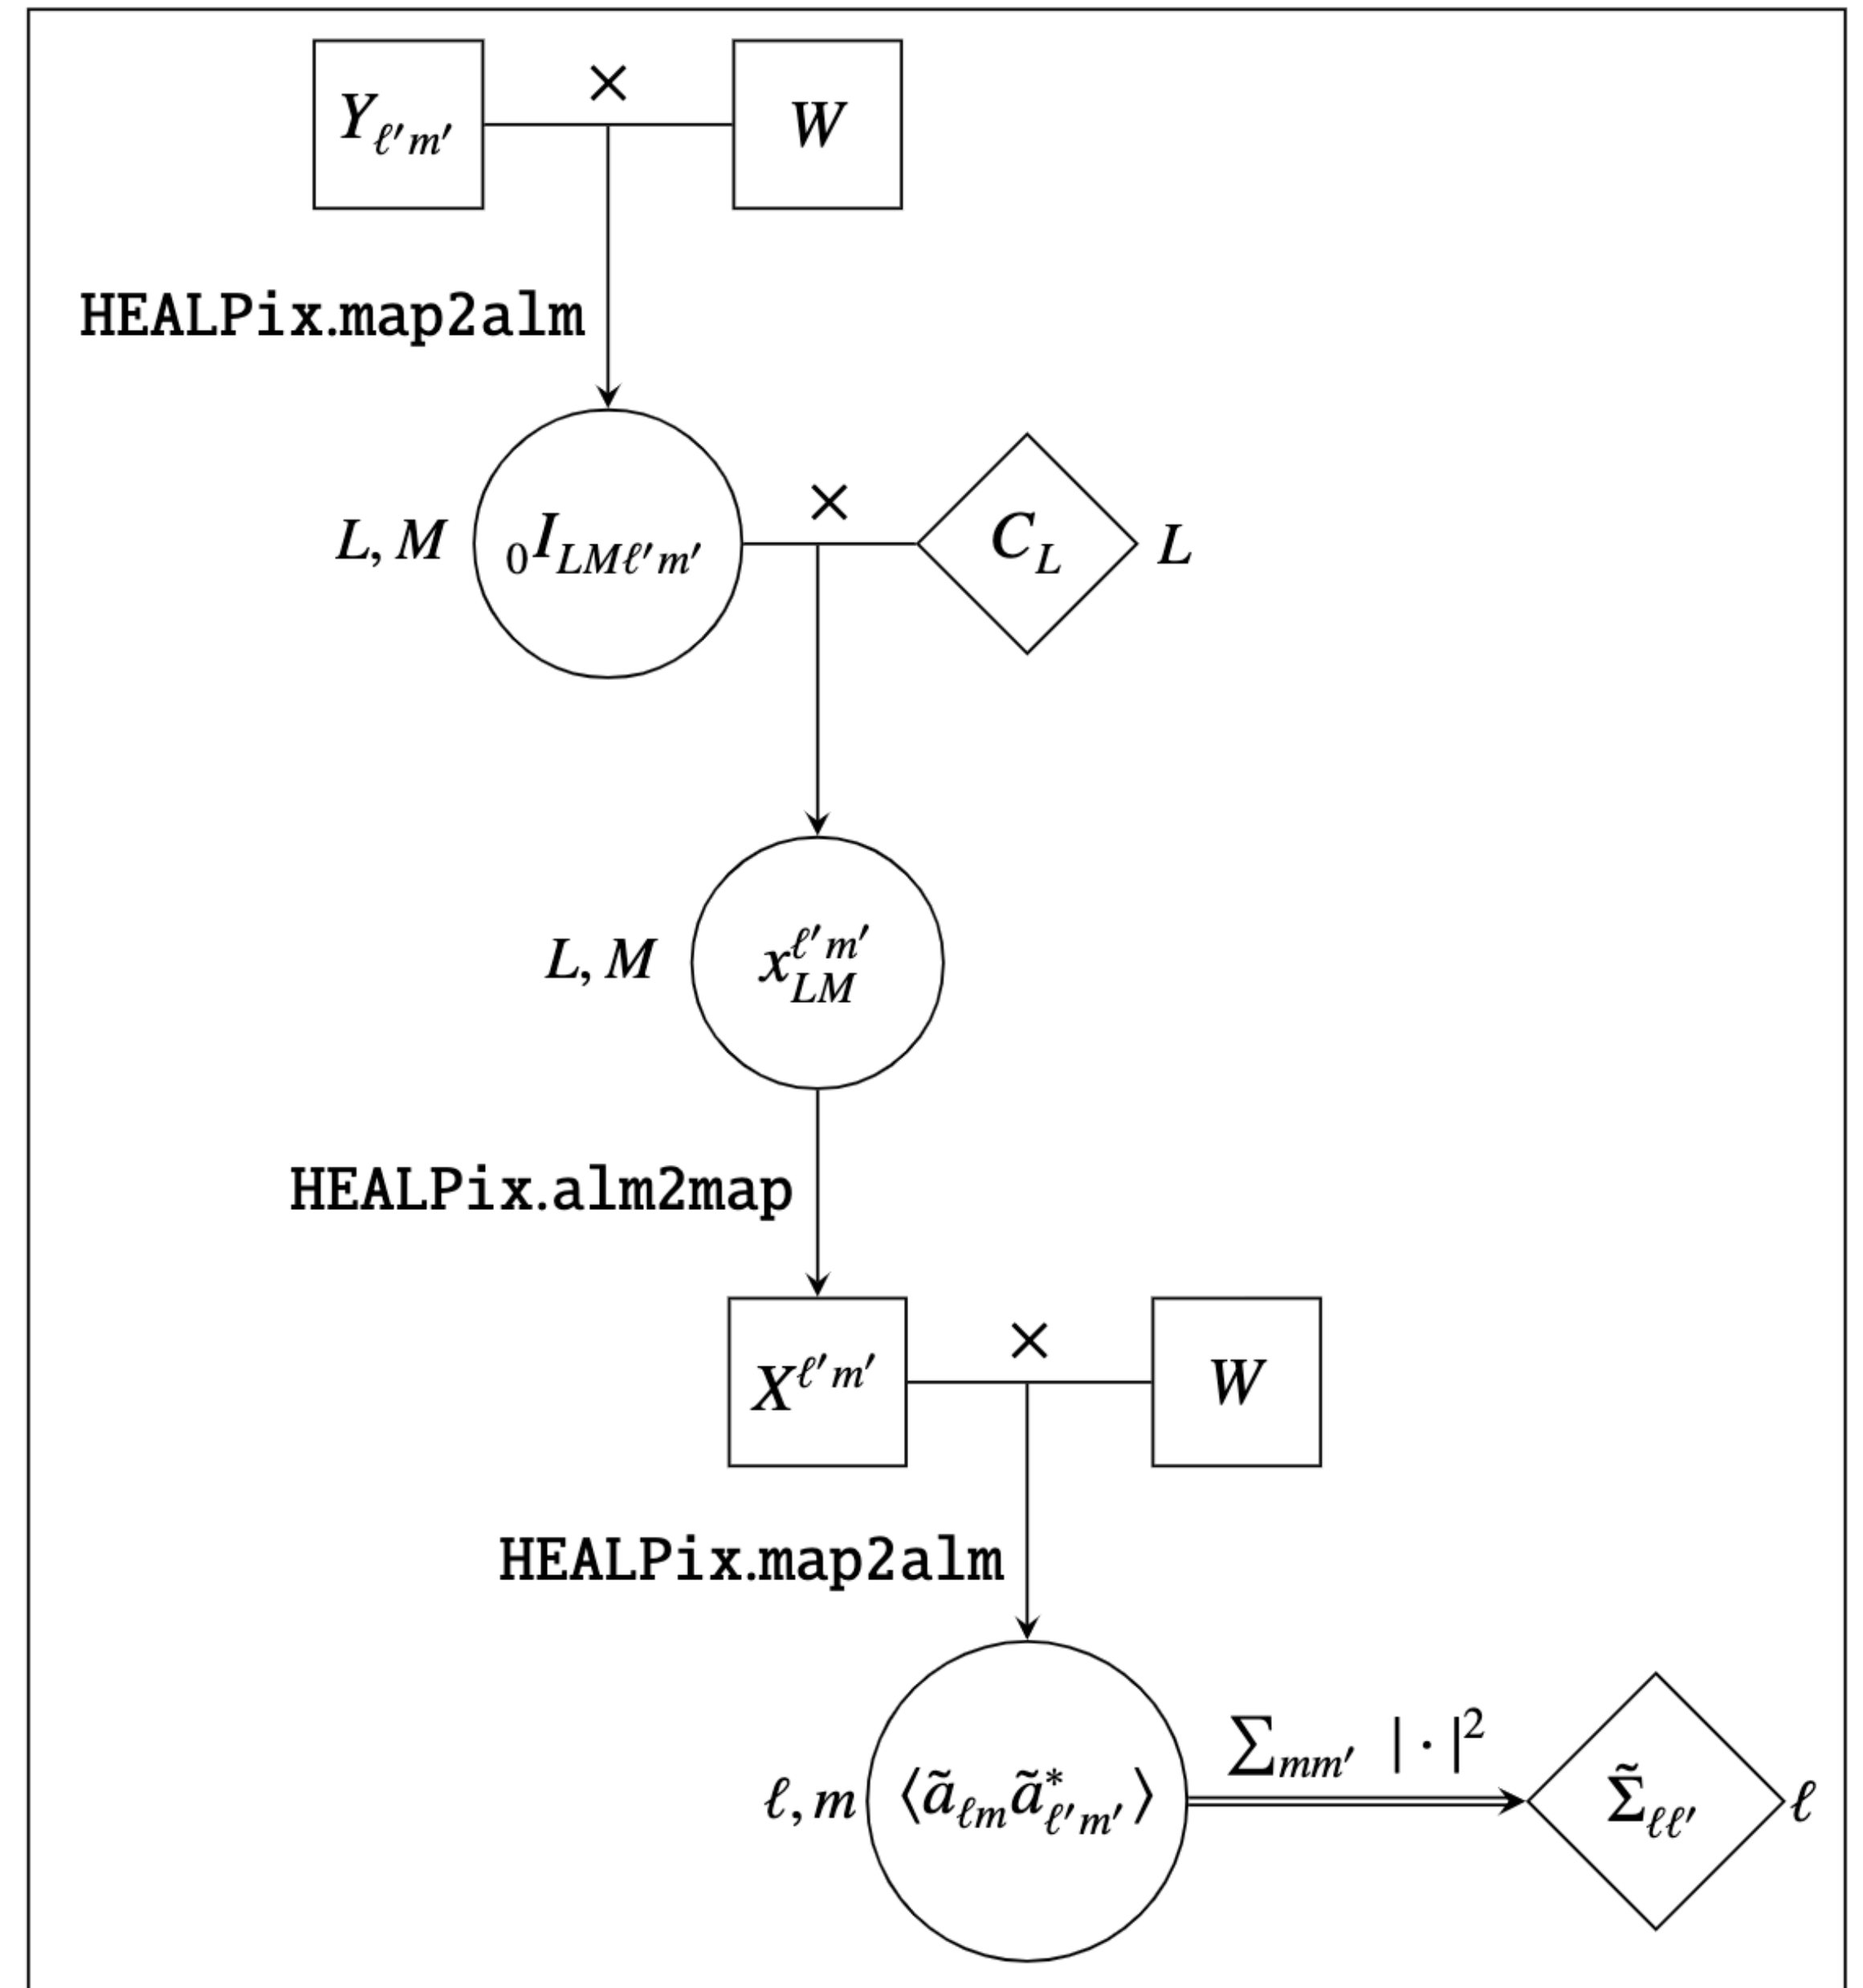 Y_{ℓ′m′} × W
HEALPix.map2alm
L, M ₀I_{LMℓ′m′} × C_L L
L, M x_{LM}^{ℓ′m′}
HEALPix.alm2map
X^{ℓ′m′} × W
HEALPix.map2alm
ℓ, m ⟨ã_{ℓm}ã*_{ℓ′m′}⟩ ∑_{mm′} |·|² Σ̃_{ℓℓ′} ℓ